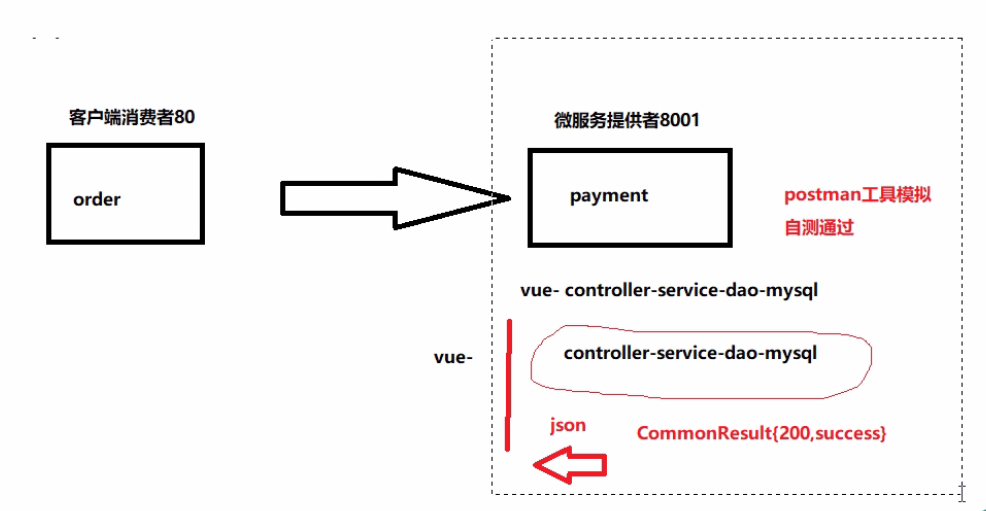 客户端消费者80
order
微服务提供者8001
payment
postman工具模拟
自测通过
vue- controller-service-dao-mysql
vue-
controller-service-dao-mysql
json
CommonResult{200,success}